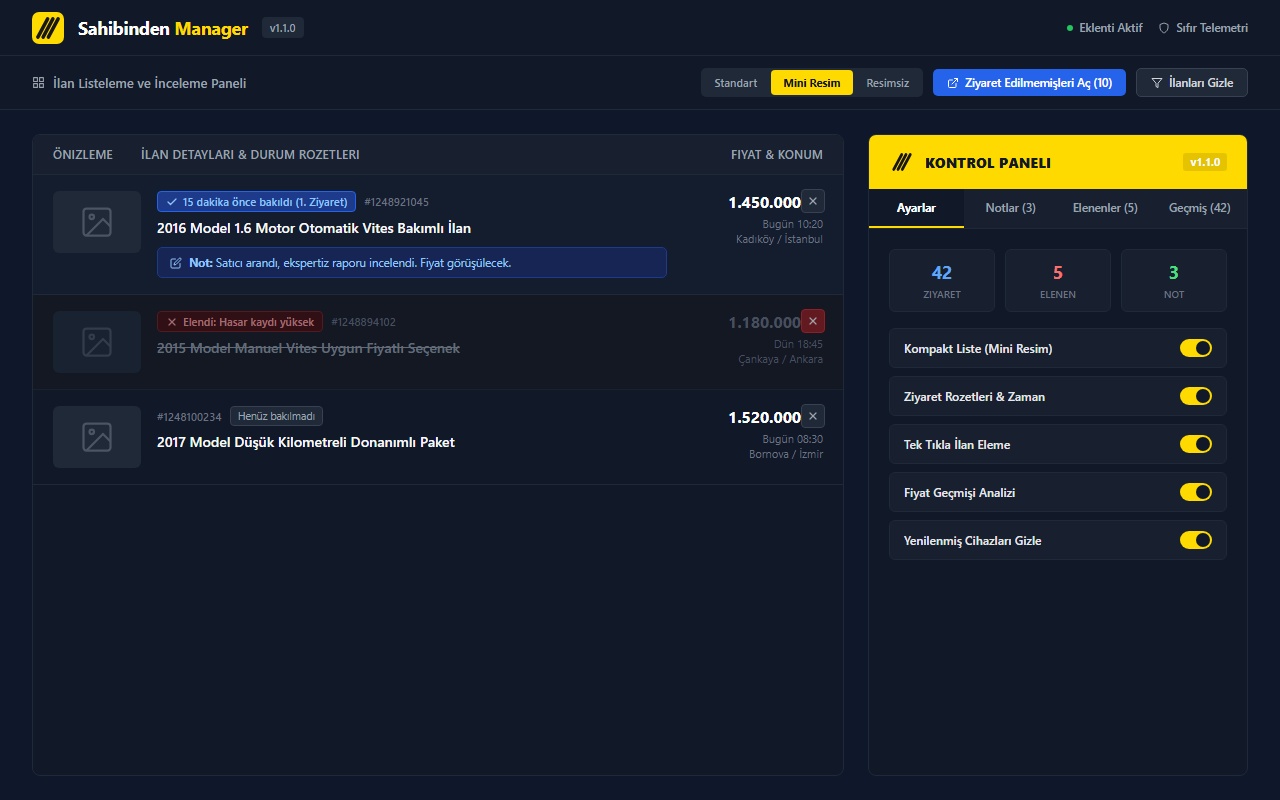 Sahibinden Manager v1.1.0
Eklenti Aktif
Sıfır Telemetri
İlan Listeleme ve İnceleme Paneli
Standart
Mini Resim
Resimsiz
Ziyaret Edilmemişleri Aç (10)
İlanları Gizle
ÖNİZLEME
İLAN DETAYLARI & DURUM ROZETLERI
FIYAT & KONUM
15 dakika önce bakıldı (1. Ziyaret) #1248921045
2016 Model 1.6 Motor Otomatik Vites Bakımlı İlan
Not: Satıcı arandı, ekspertiz raporu incelendi. Fiyat görüşülecek.
1.450.000
Bugün 10:20
Kadıköy / İstanbul
Elendi: Hasar kaydı yüksek #1248894102
2015 Model Manuel Vites Uygun Fiyatlı Seçenek
1.180.000
Dün 18:45
Çankaya / Ankara
#1248100234 Henüz bakılmadı
2017 Model Düşük Kilometreli Donanımlı Paket
1.520.000
Bugün 08:30
Bornova / İzmir
KONTROL PANELI v1.1.0
Ayarlar
Notlar (3)
Elenenler (5)
Geçmiş (42)
42
ZIYARET
5
ELENEN
3
NOT
Kompakt Liste (Mini Resim)
Ziyaret Rozetleri & Zaman
Tek Tıkla İlan Eleme
Fiyat Geçmişi Analizi
Yenilenmiş Cihazları Gizle